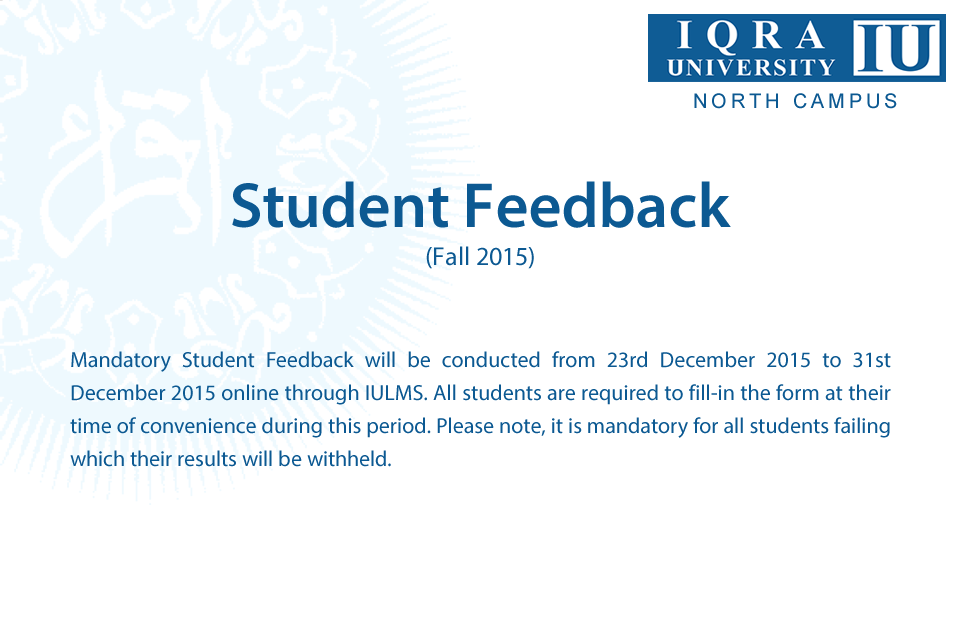 IQRA
UNIVERSITY
IU
NORTH CAMPUS
اقرأ
Student Feedback
(Fall 2015)
Mandatory Student Feedback will be conducted from 23rd December 2015 to 31st
December 2015 online through IULMS. All students are required to fill-in the form at their
time of convenience during this period. Please note, it is mandatory for all students failing
which their results will be withheld.